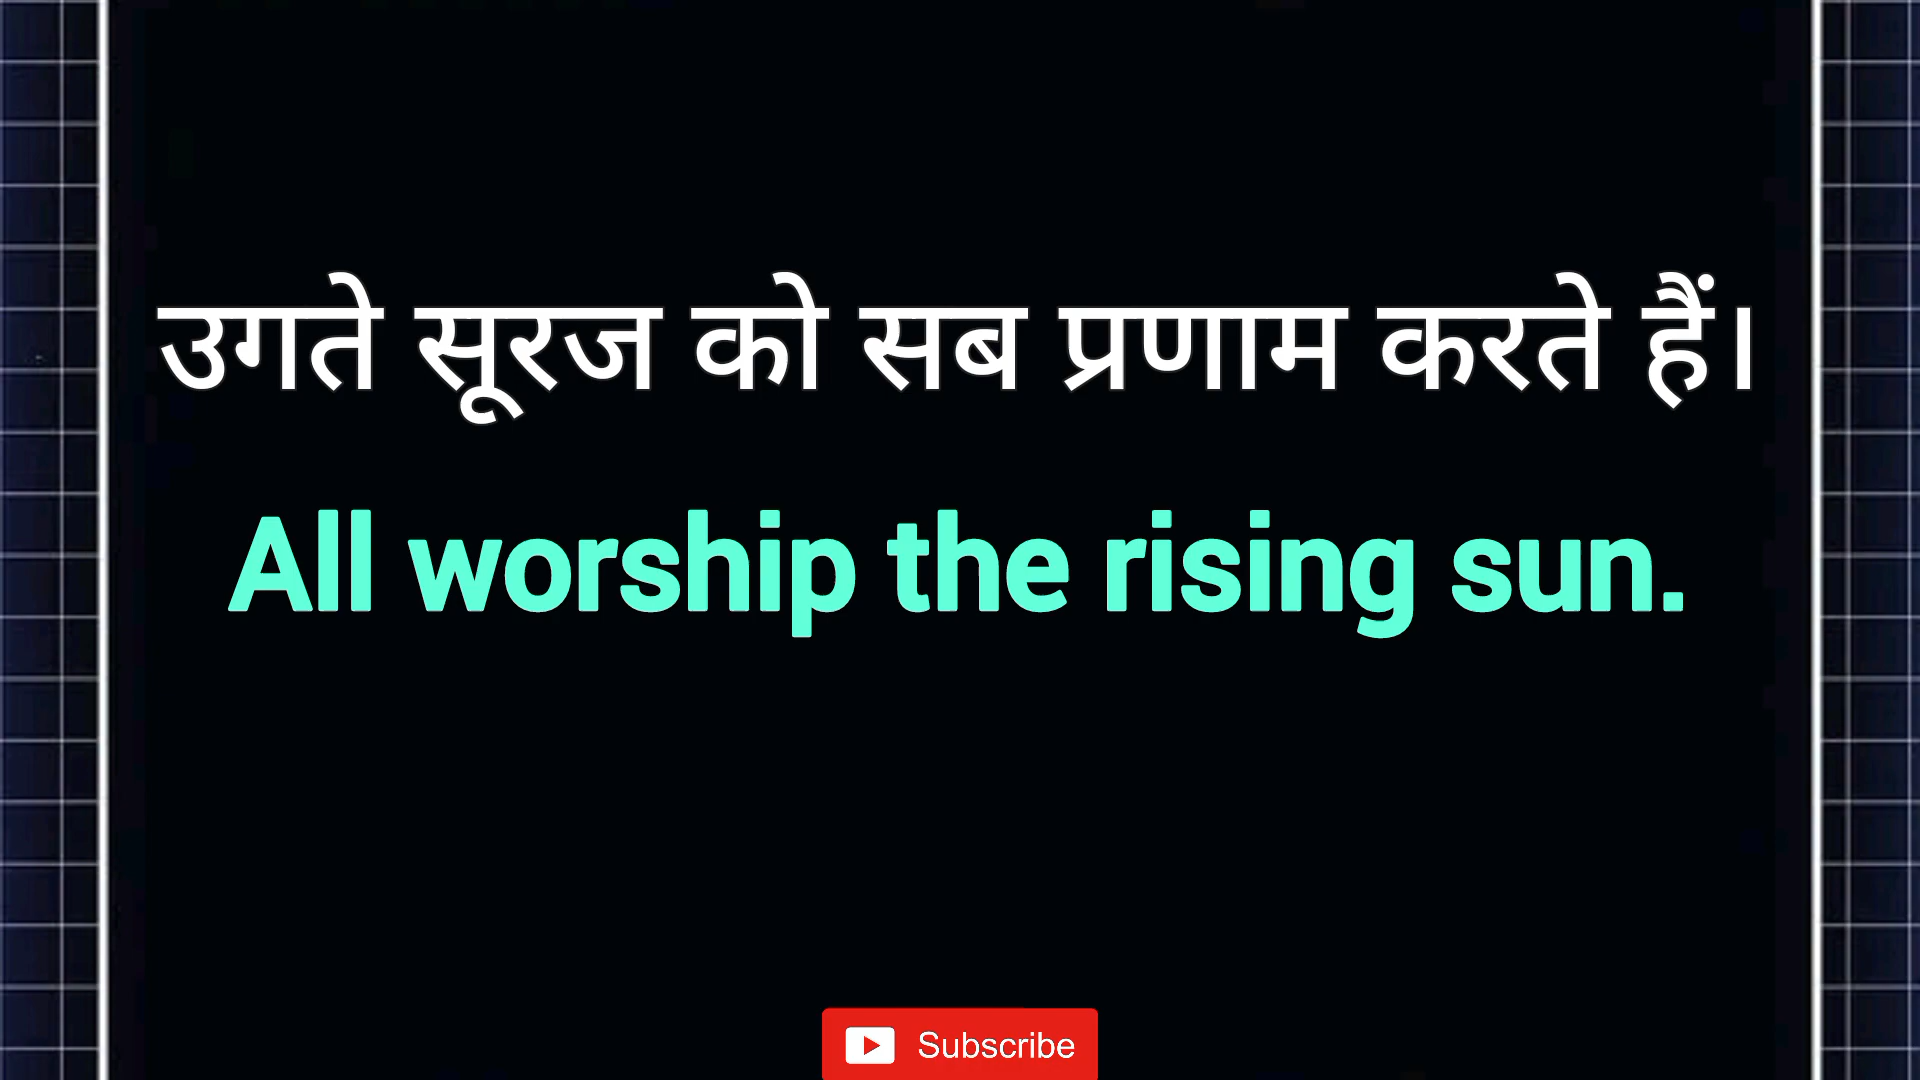 उगते सूरज को सब प्रणाम करते हैं।
All worship the rising sun.
Subscribe